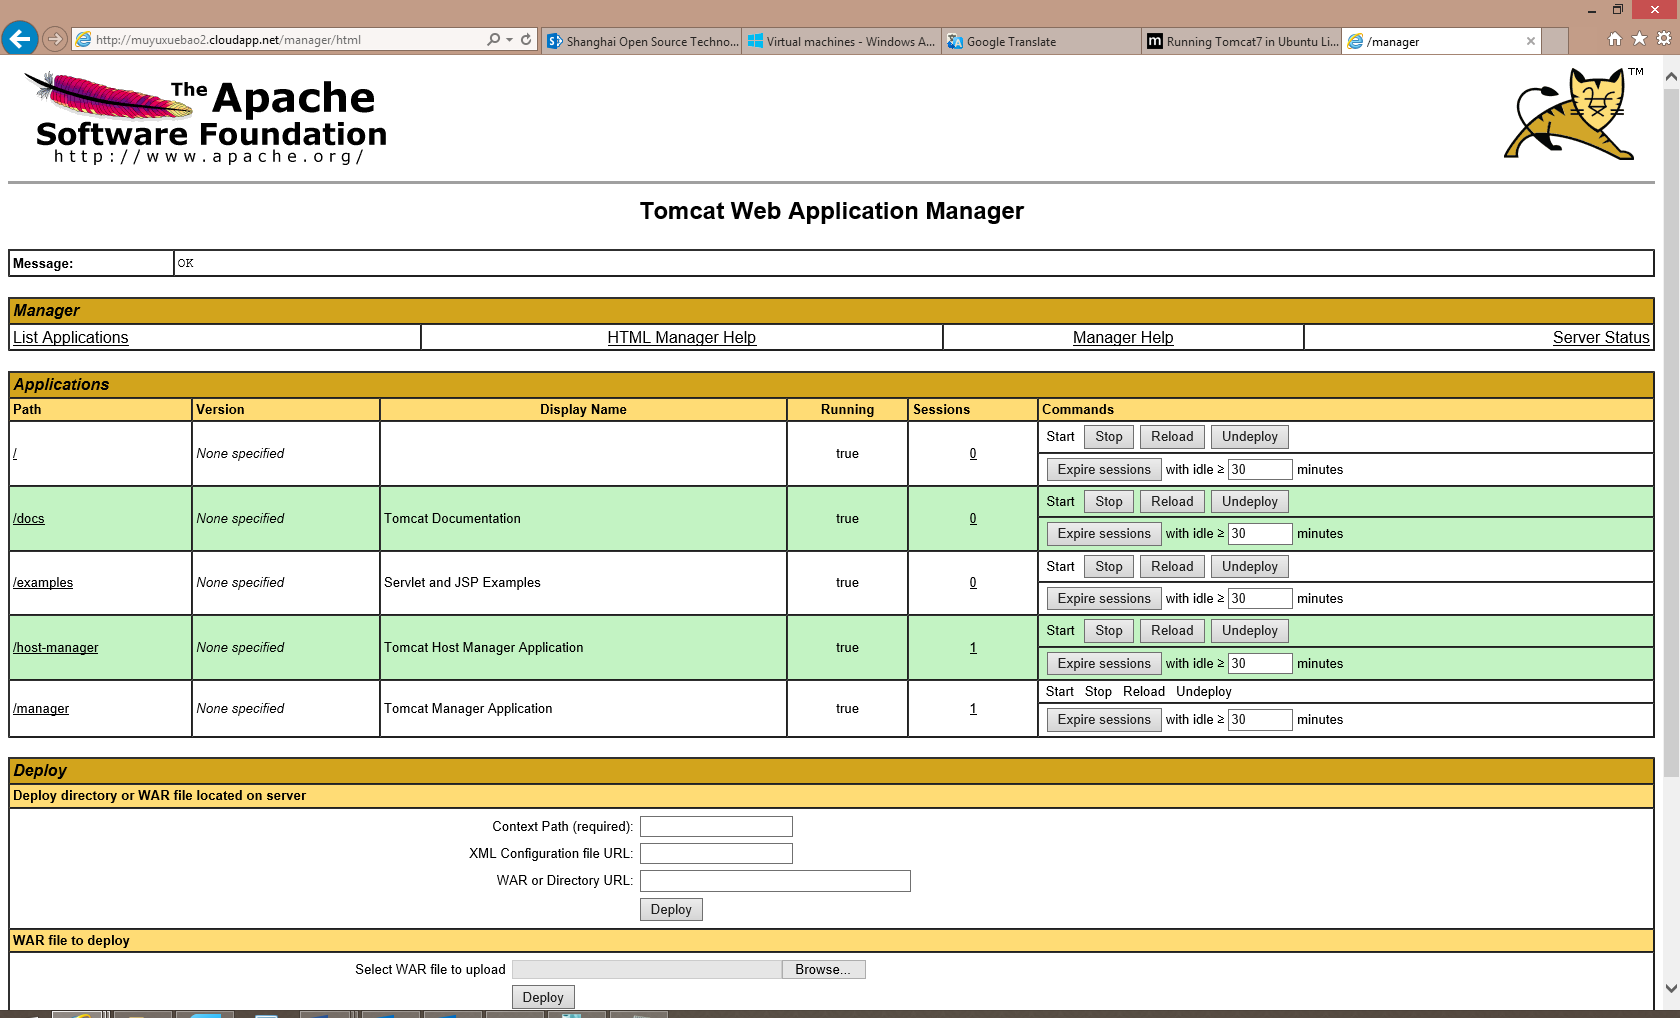 http://muyuxuebao2.cloudapp.net/manager/html
Shanghai Open Source Techno...
Virtual machines - Windows A...
Google Translate
m Running Tomcat7 in Ubuntu Li...
/manager
The Apache
Software Foundation
http://www.apache.org/
TM
Tomcat Web Application Manager
Message: OK
Manager
List Applications HTML Manager Help Manager Help Server Status
Applications
Path Version Display Name Running Sessions Commands
/ None specified true 0 Start Stop Reload Undeploy
Expire sessions with idle ≥ 30 minutes
/docs None specified Tomcat Documentation true 0 Start Stop Reload Undeploy
Expire sessions with idle ≥ 30 minutes
/examples None specified Servlet and JSP Examples true 0 Start Stop Reload Undeploy
Expire sessions with idle ≥ 30 minutes
/host-manager None specified Tomcat Host Manager Application true 1 Start Stop Reload Undeploy
Expire sessions with idle ≥ 30 minutes
/manager None specified Tomcat Manager Application true 1 Start Stop Reload Undeploy
Expire sessions with idle ≥ 30 minutes
Deploy
Deploy directory or WAR file located on server
Context Path (required):
XML Configuration file URL:
WAR or Directory URL:
Deploy
WAR file to deploy
Select WAR file to upload Browse...
Deploy